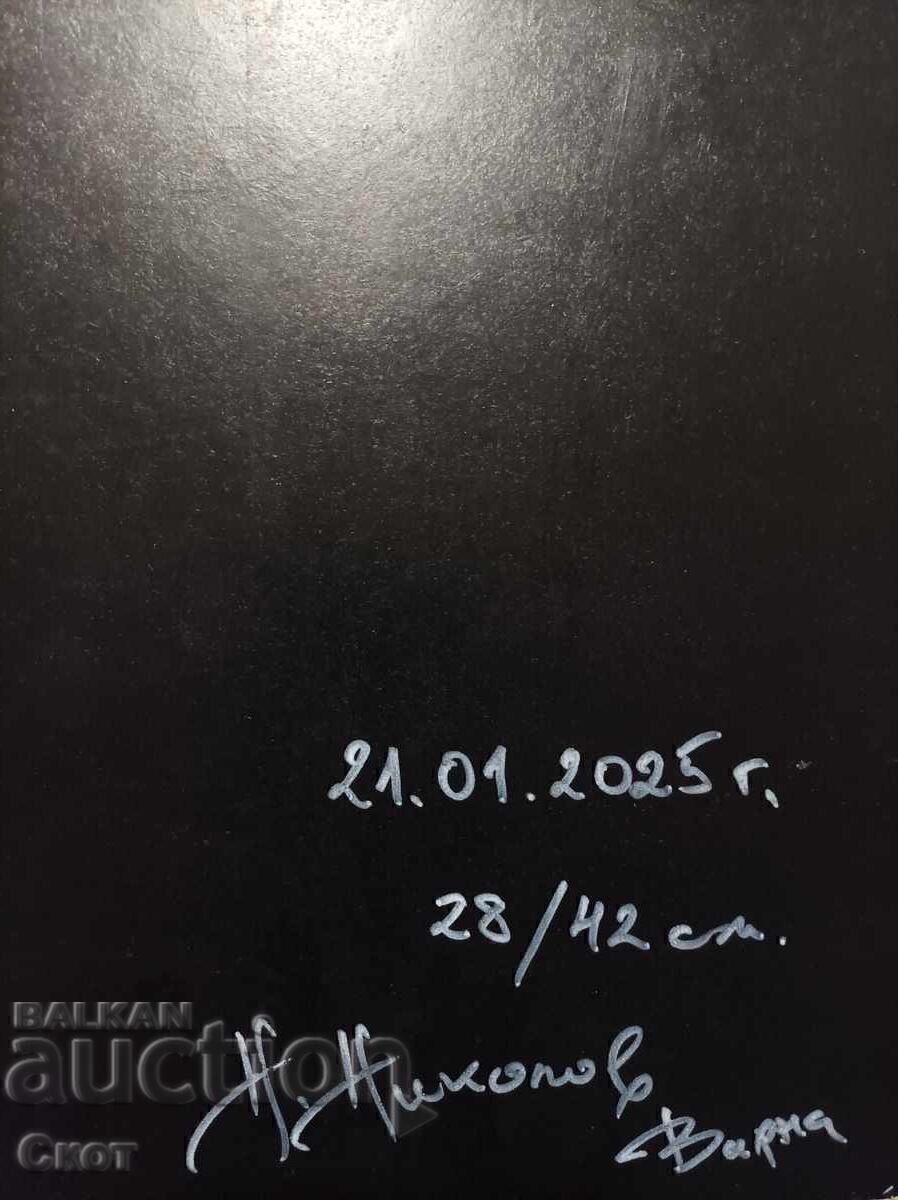 21.01.2025 г.
28/42 см.
Н. Николов
Варна
BALKAN
auction
Скот